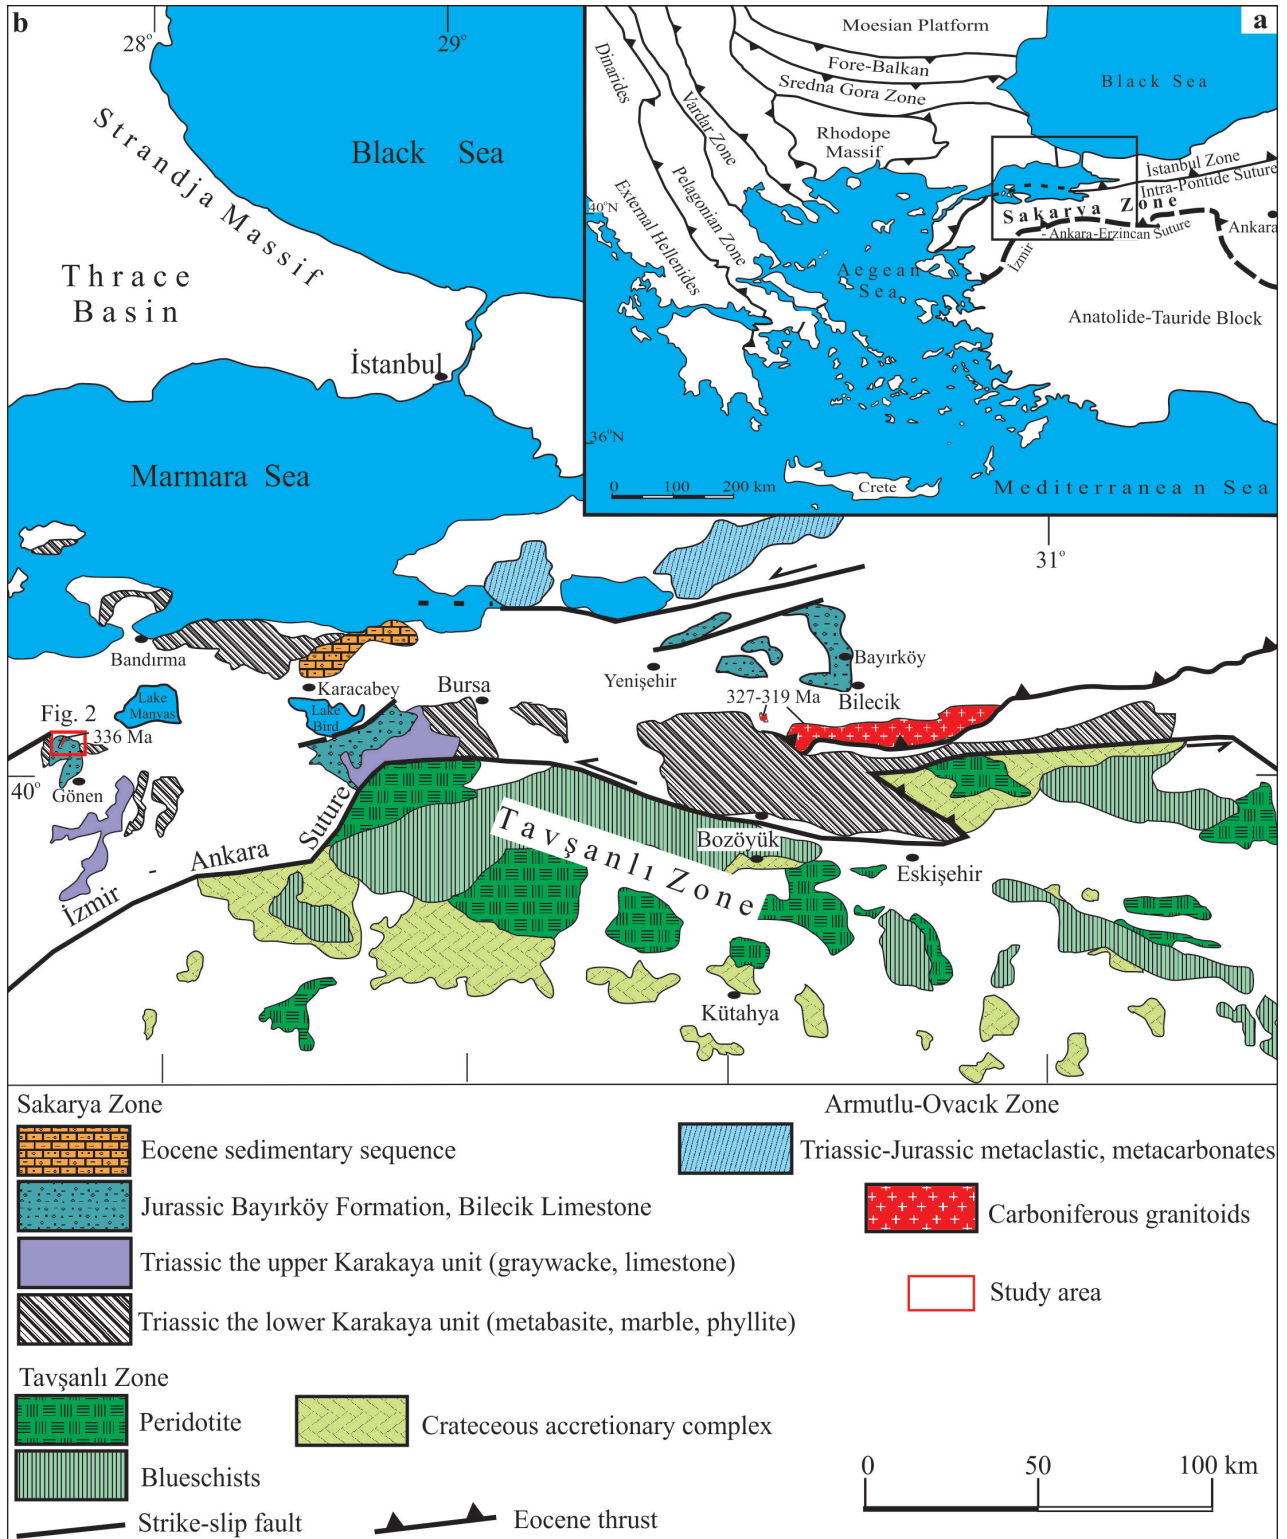 b
28°
29°
Strandja Massif
Black Sea
Thrace
Basin
İstanbul
Marmara Sea
a
Moesian Platform
Fore-Balkan
Sredna Gora Zone
Dinarides
Vardar Zone
Rhodope
Massif
Black Sea
Pelagonian Zone
External Hellenides
İstanbul Zone
Intra-Pontide Suture
40°N
Sakarya Zone
İzmir
- Ankara-Erzincan Suture
Ankara
Aegean
Sea
Anatolide-Tauride Block
36°N
0 100 200 km
Crete
Mediterranean Sea
31°
Bandırma
Karacabey
Bursa
Yenişehir
Bayırköy
Bilecik
327-319 Ma
Lake
Manyas
Lake
Bird
Fig. 2
336 Ma
40°
Gönen
İzmir - Ankara Suture
Tavşanlı Zone
Bozöyük
Eskişehir
Kütahya
Sakarya Zone
Eocene sedimentary sequence
Jurassic Bayırköy Formation, Bilecik Limestone
Triassic the upper Karakaya unit (graywacke, limestone)
Triassic the lower Karakaya unit (metabasite, marble, phyllite)
Armutlu-Ovacık Zone
Triassic-Jurassic metaclastic, metacarbonates
Carboniferous granitoids
Study area
Tavşanlı Zone
Peridotite
Crateceous accretionary complex
Blueschists
Strike-slip fault
Eocene thrust
0 50 100 km